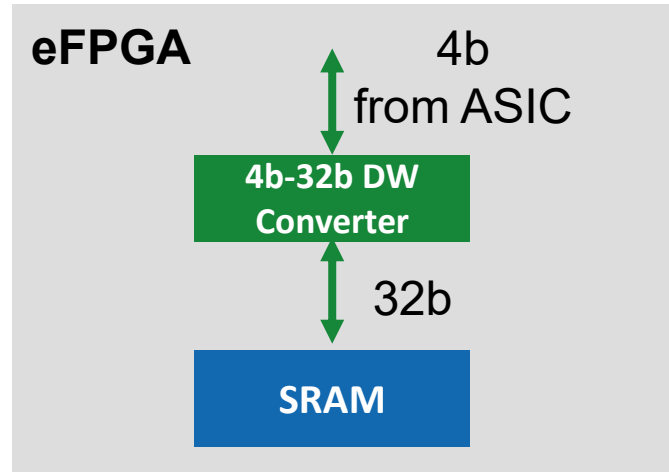 eFPGA
4b
from ASIC
4b-32b DW
Converter
32b
SRAM